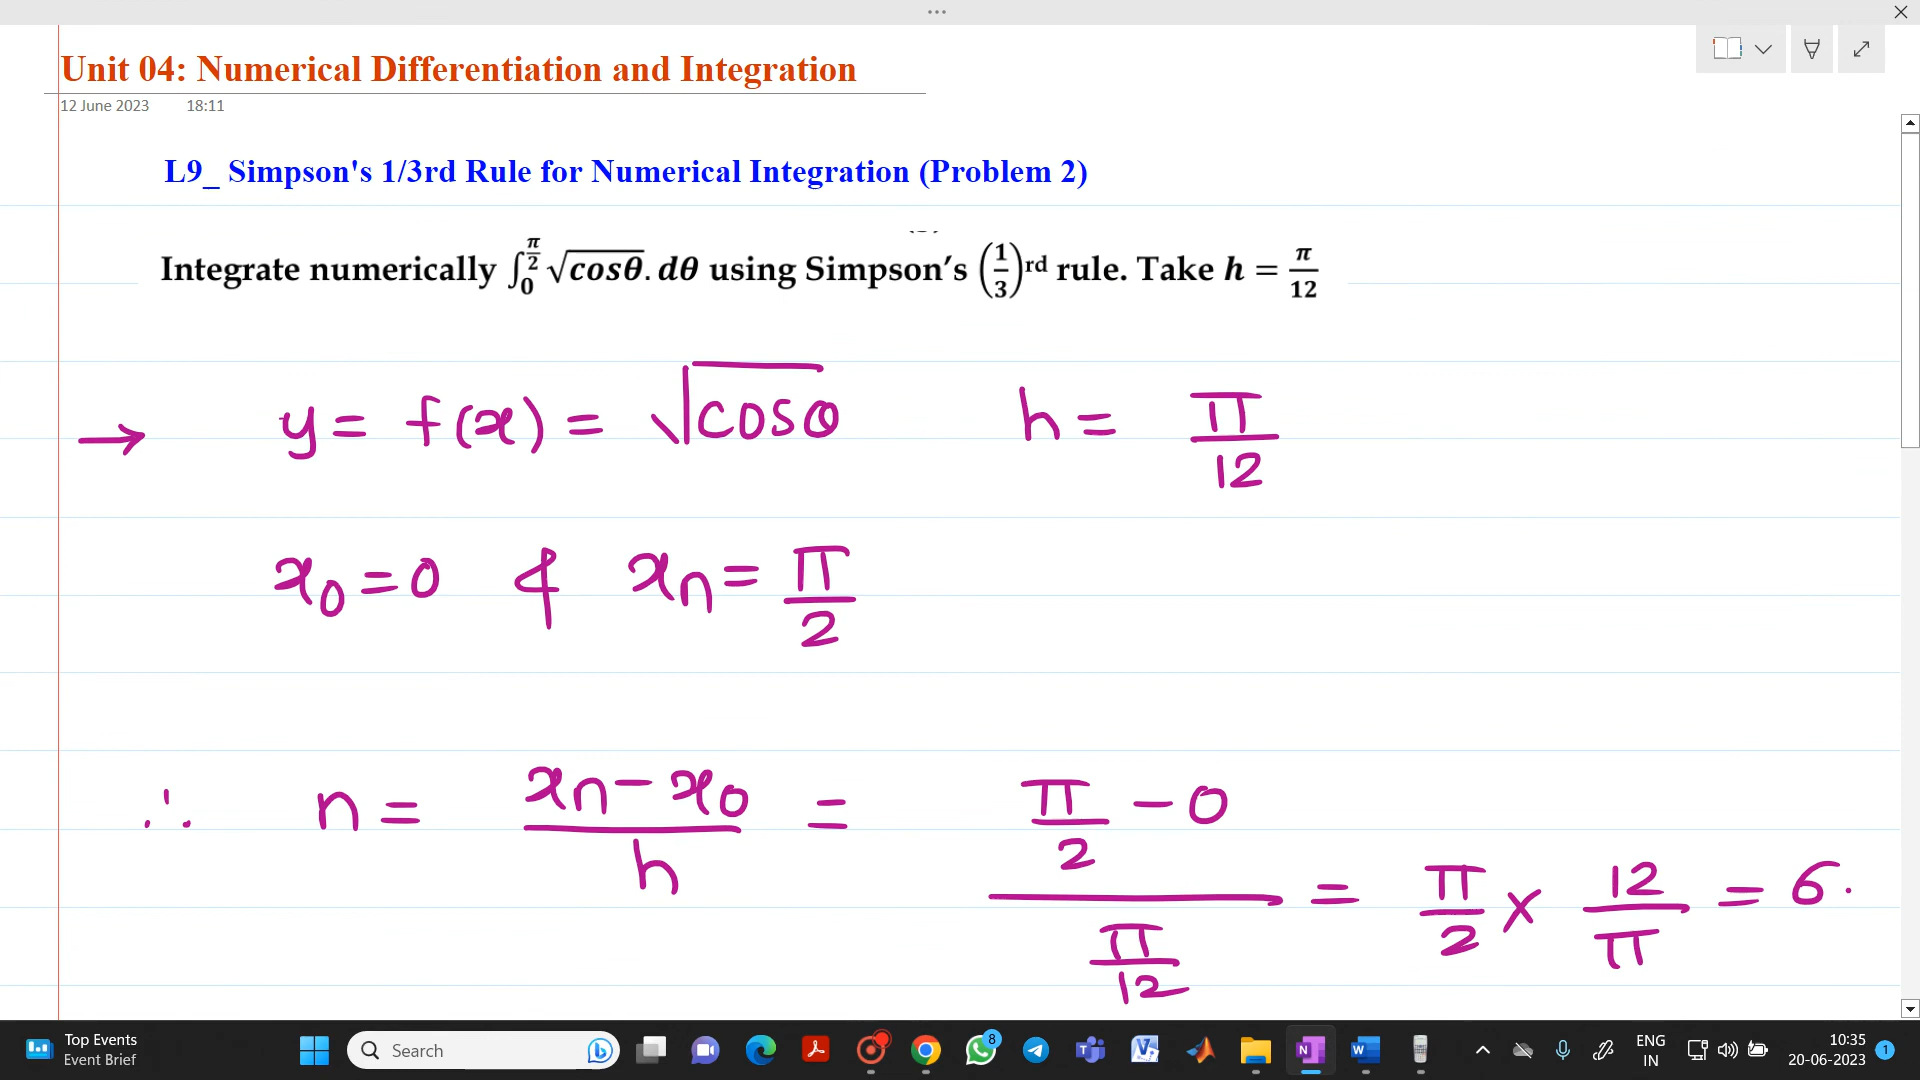 Unit 04: Numerical Differentiation and Integration
12 June 2023 18:11
L9_ Simpson's 1/3rd Rule for Numerical Integration (Problem 2)
Integrate numerically ∫₀^(π/2) √cosθ. dθ using Simpson's (1/3)rd rule. Take h = π/12
→ y = f(x) = √cosθ h = π/12
x₀ = 0 & xₙ = π/2
∴ n = (xₙ − x₀)/h = (π/2 − 0)/(π/12) = π/2 × 12/π = 6.
Top Events
Event Brief
Search
8
ENG
IN
10:35
20-06-2023
1